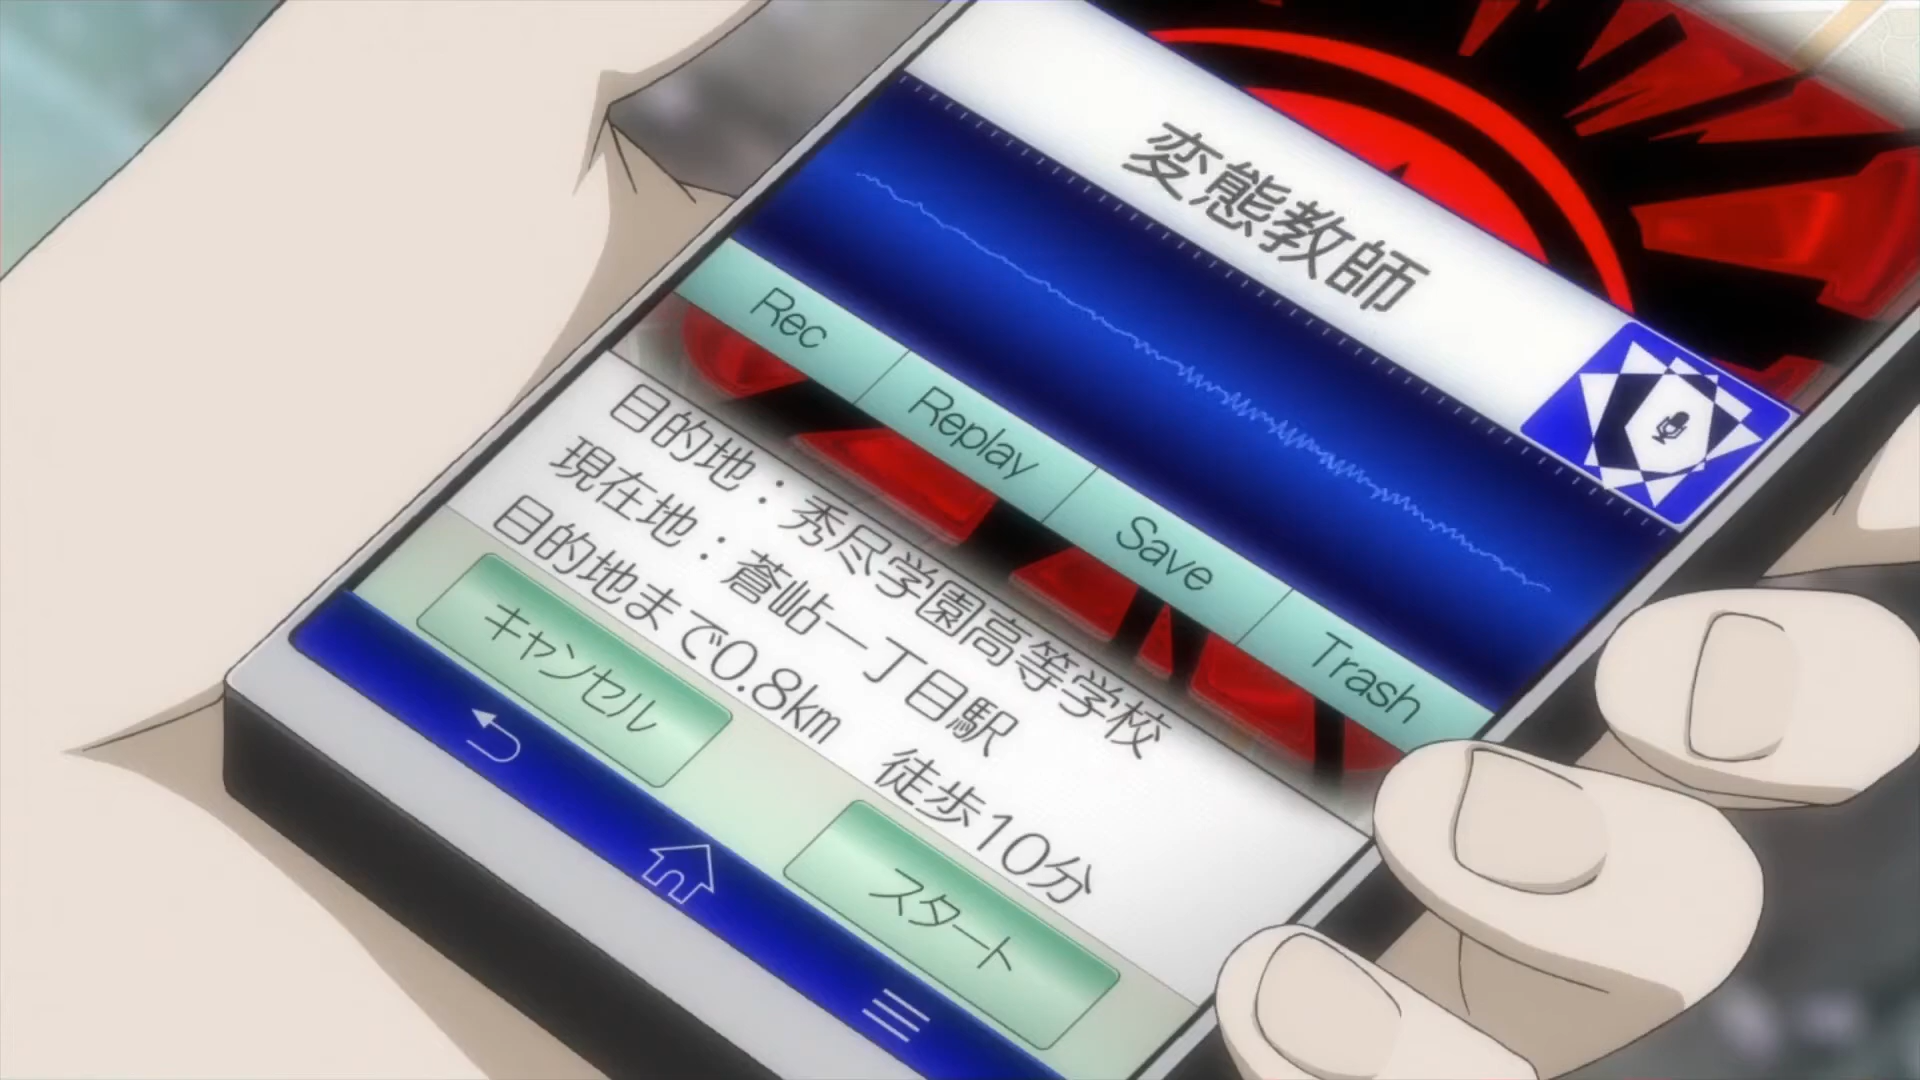 変態教師
Rec
Replay
Save
Trash
目的地：秀尽学園高等学校
現在地：蒼岾一丁目駅
目的地まで0.8km　徒歩10分
キャンセル
スタート